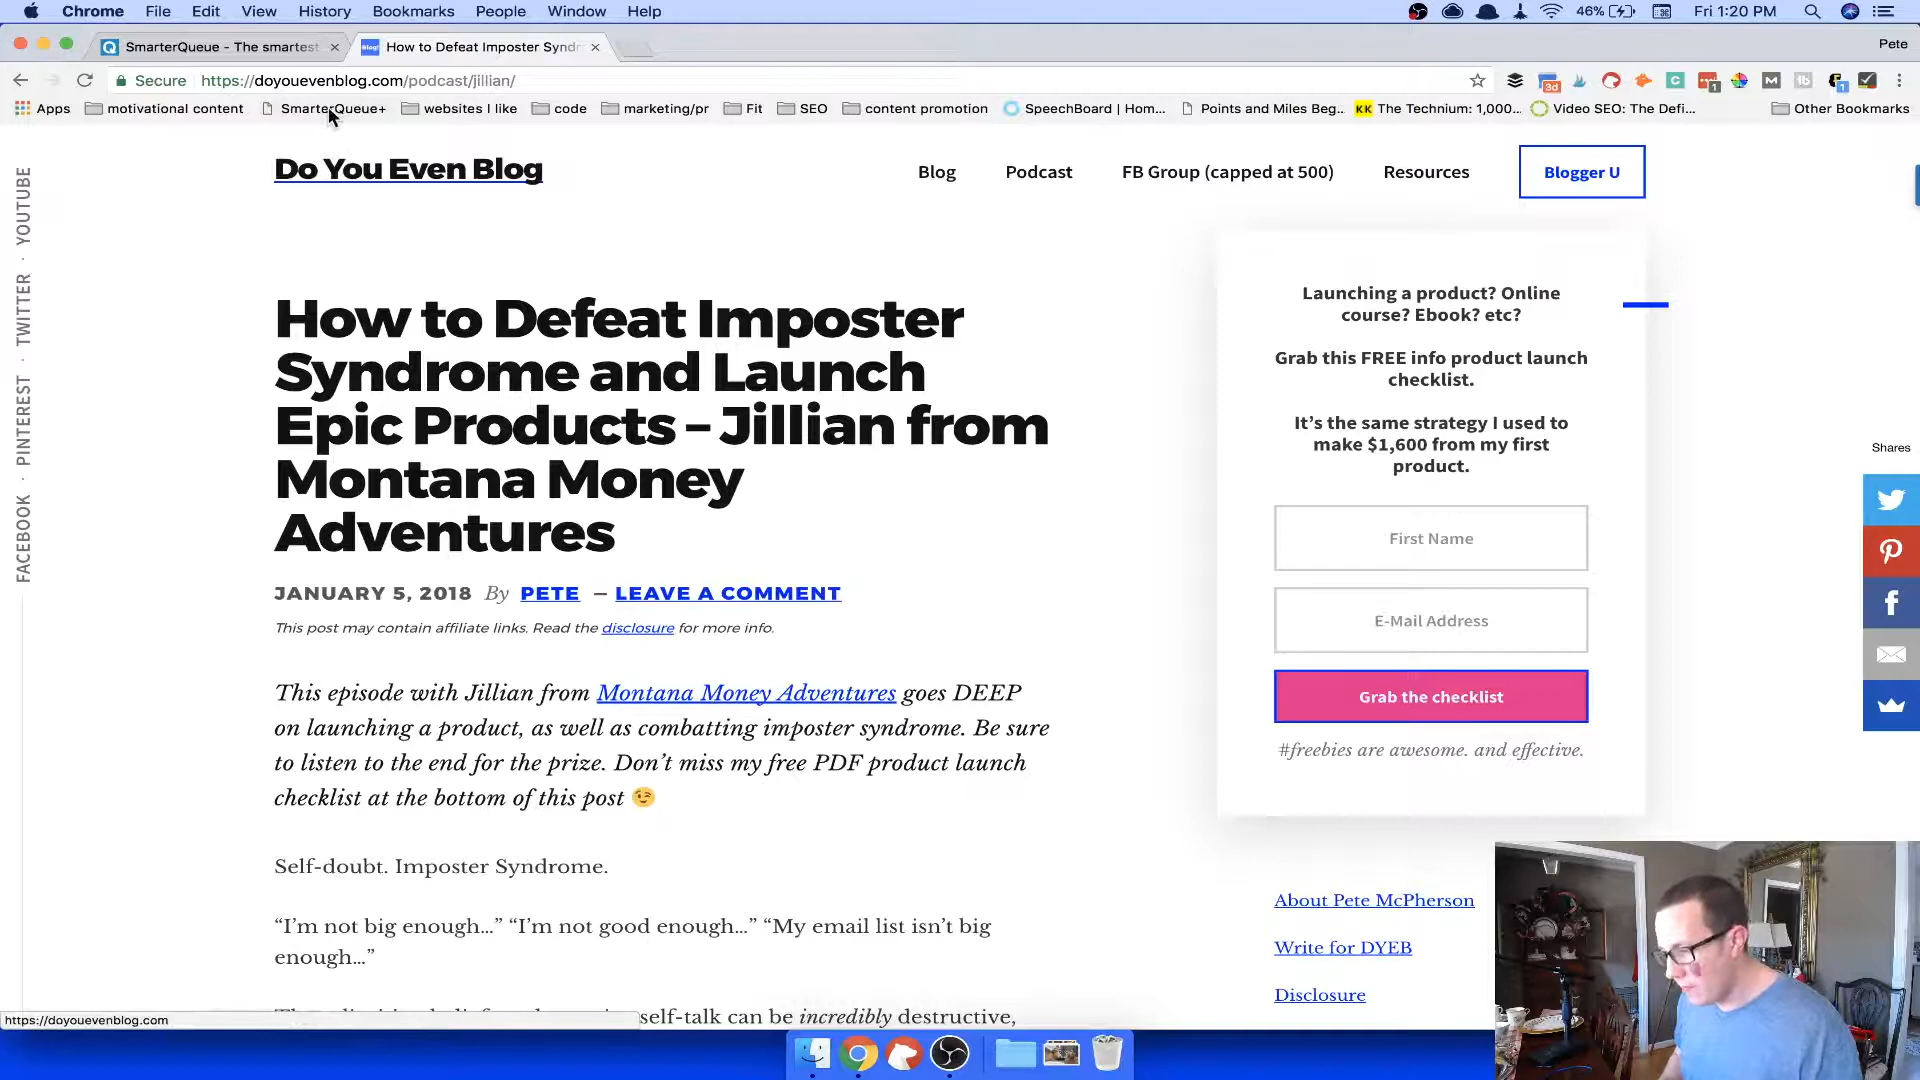 Chrome File Edit View History Bookmarks People Window Help 46% Fri 1:20 PM
SmarterQueue - The smartest
Blog! How to Defeat Imposter Synd
Pete
Secure https://doyouevenblog.com/podcast/jillian/
3d 1 1
Apps motivational content SmarterQueue+ websites I like code marketing/pr Fit SEO content promotion SpeechBoard | Hom... Points and Miles Beg... KK The Technium: 1,000... Video SEO: The Defi... Other Bookmarks
Do You Even Blog
Blog Podcast FB Group (capped at 500) Resources Blogger U
FACEBOOK · PINTEREST · TWITTER · YOUTUBE
How to Defeat Imposter
Syndrome and Launch
Epic Products – Jillian from
Montana Money
Adventures
JANUARY 5, 2018 By PETE — LEAVE A COMMENT
This post may contain affiliate links. Read the disclosure for more info.
This episode with Jillian from Montana Money Adventures goes DEEP
on launching a product, as well as combatting imposter syndrome. Be sure
to listen to the end for the prize. Don’t miss my free PDF product launch
checklist at the bottom of this post 😉
Self-doubt. Imposter Syndrome.
“I’m not big enough…” “I’m not good enough…” “My email list isn’t big
enough…”
self-talk can be incredibly destructive,
Launching a product? Online
course? Ebook? etc?
Grab this FREE info product launch
checklist.
It’s the same strategy I used to
make $1,600 from my first
product.
First Name
E-Mail Address
Grab the checklist
#freebies are awesome. and effective.
About Pete McPherson
Write for DYEB
Disclosure
Shares
https://doyouevenblog.com